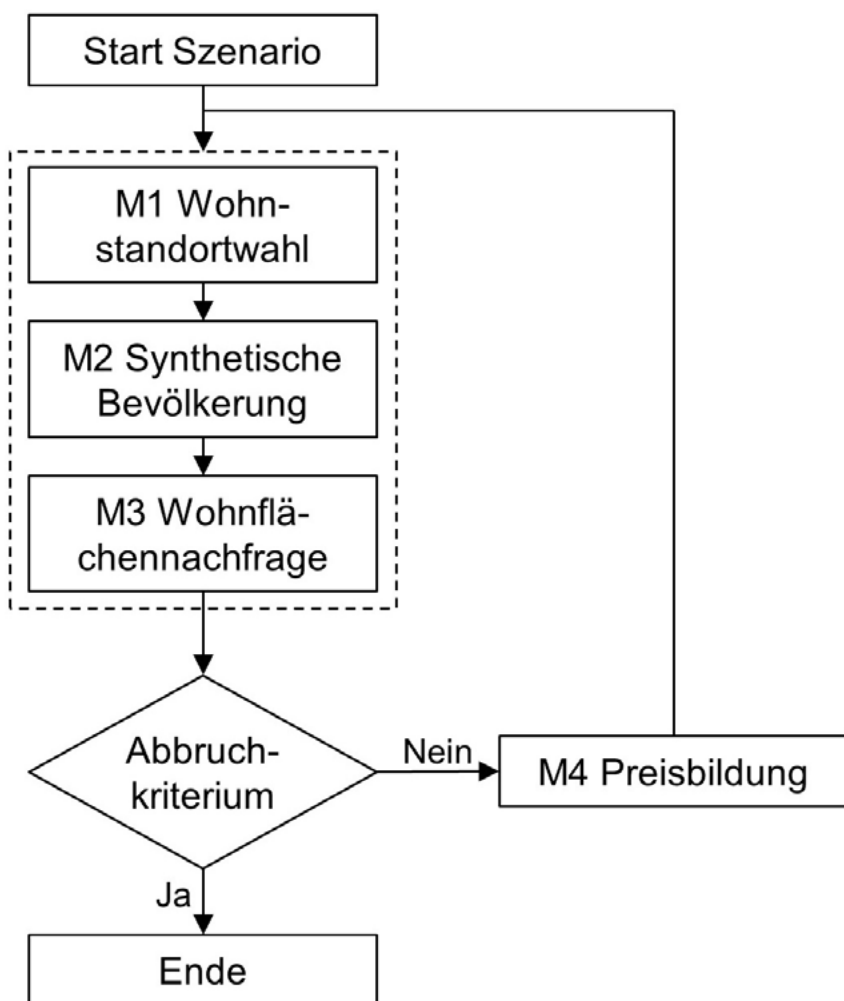 Start Szenario
M1 Wohn-
standortwahl
M2 Synthetische
Bevölkerung
M3 Wohnflä-
chennachfrage
Abbruch-
kriterium
Nein
M4 Preisbildung
Ja
Ende